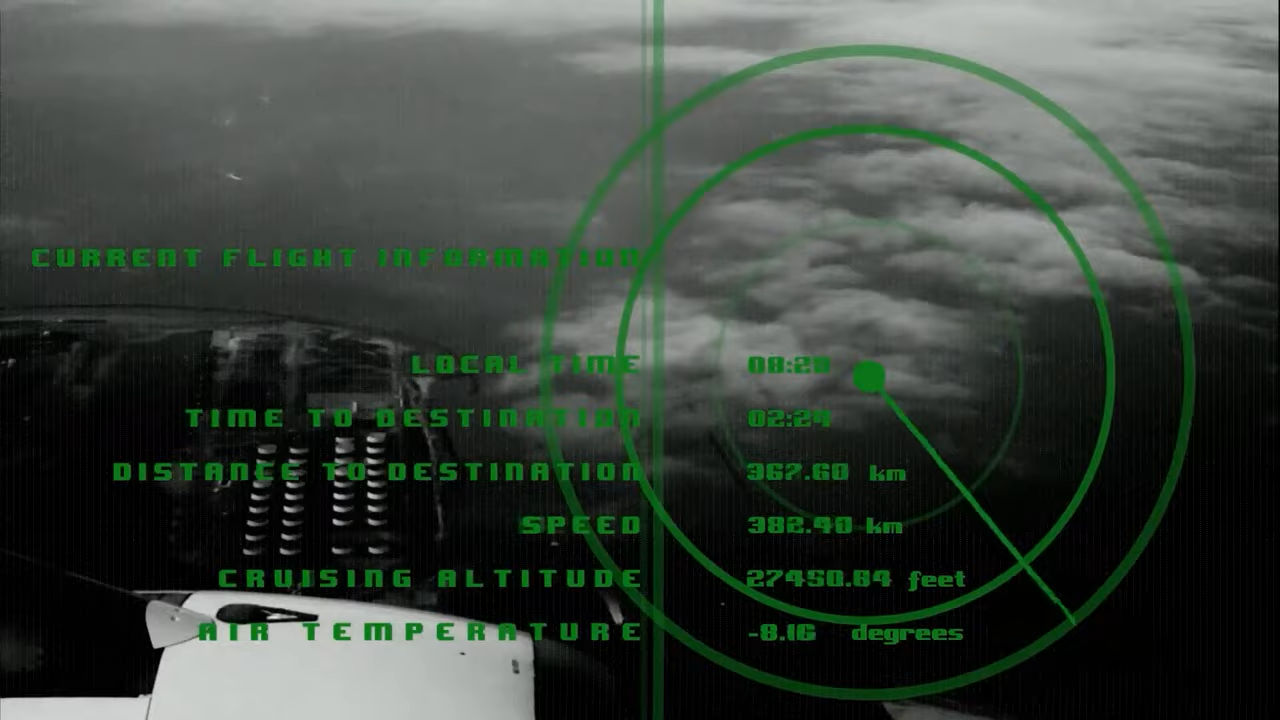 CURRENT FLIGHT INFORMATION
LOCAL TIME 08:29
TIME TO DESTINATION 02:24
DISTANCE TO DESTINATION 367.60 km
SPEED 382.40 km
CRUISING ALTITUDE 27450.84 feet
AIR TEMPERATURE -8.16 degrees